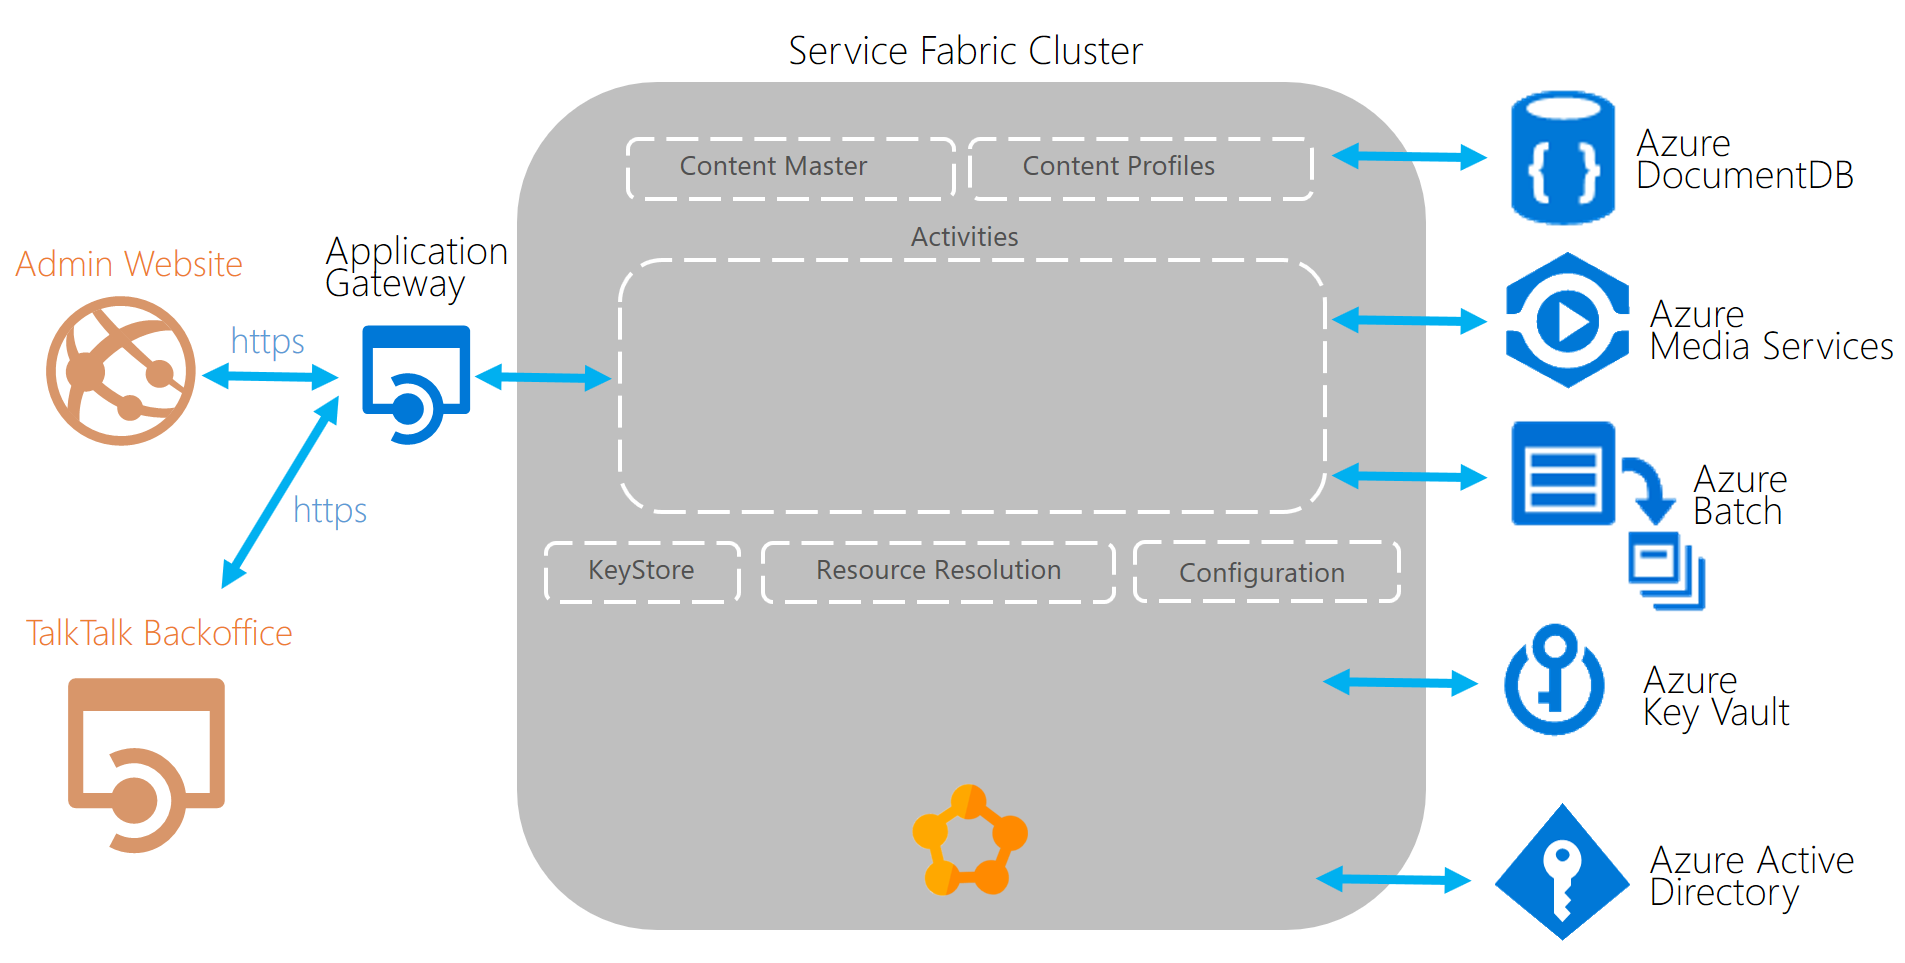 Service Fabric Cluster
Content Master
Content Profiles
Activities
KeyStore
Resource Resolution
Configuration
Admin Website
https
Application
Gateway
https
TalkTalk Backoffice
Azure
DocumentDB
Azure
Media Services
Azure
Batch
Azure
Key Vault
Azure Active
Directory